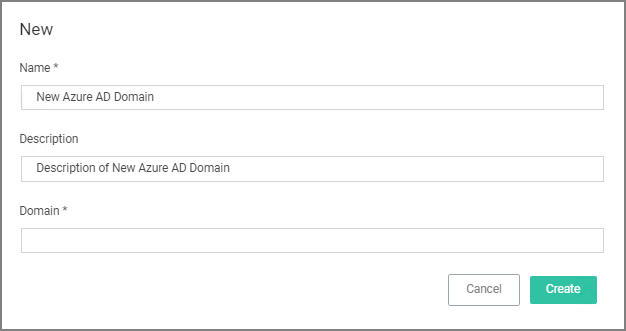 New
Name *
New Azure AD Domain
Description
Description of New Azure AD Domain
Domain *
Cancel Create